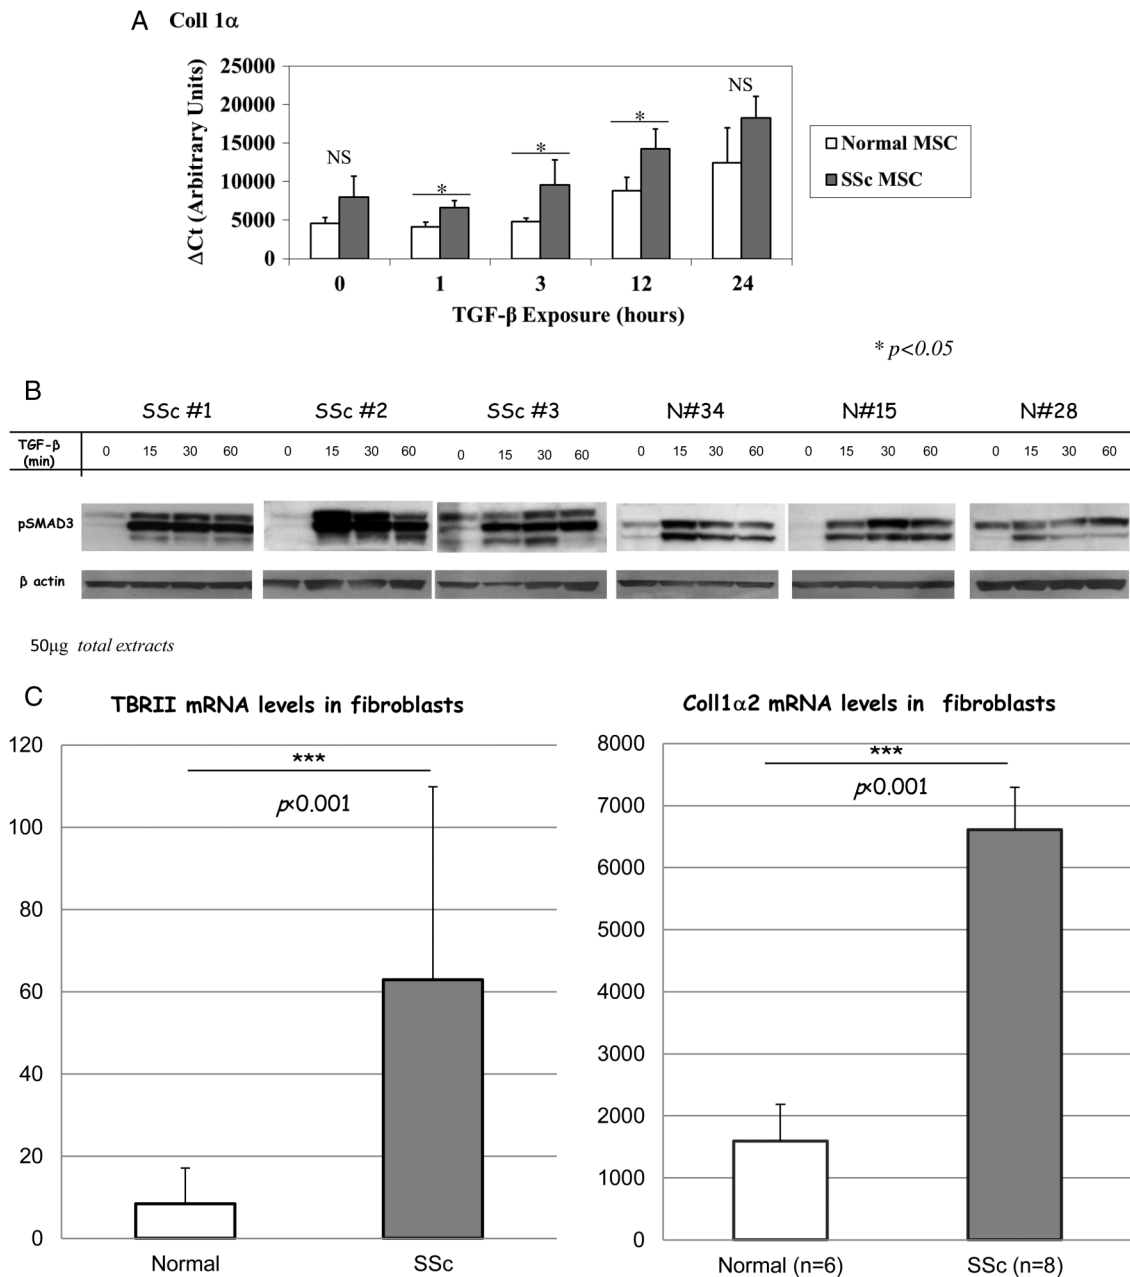 A Coll 1α
ΔCt (Arbitrary Units)
25000
20000
15000
10000
5000
0
NS
*
*
*
NS
0 1 3 12 24
TGF-β Exposure (hours)
Normal MSC
SSc MSC
* p<0.05
B
SSc #1 SSc #2 SSc #3 N#34 N#15 N#28
TGF-β
(min)
0 15 30 60 0 15 30 60 0 15 30 60 0 15 30 60 0 15 30 60 0 15 30 60
pSMAD3
β actin
50μg total extracts
C
TBRII mRNA levels in fibroblasts
120
100
80
60
40
20
0
***
p<0.001
Normal SSc
Coll1α2 mRNA levels in fibroblasts
8000
7000
6000
5000
4000
3000
2000
1000
0
***
p<0.001
Normal (n=6) SSc (n=8)